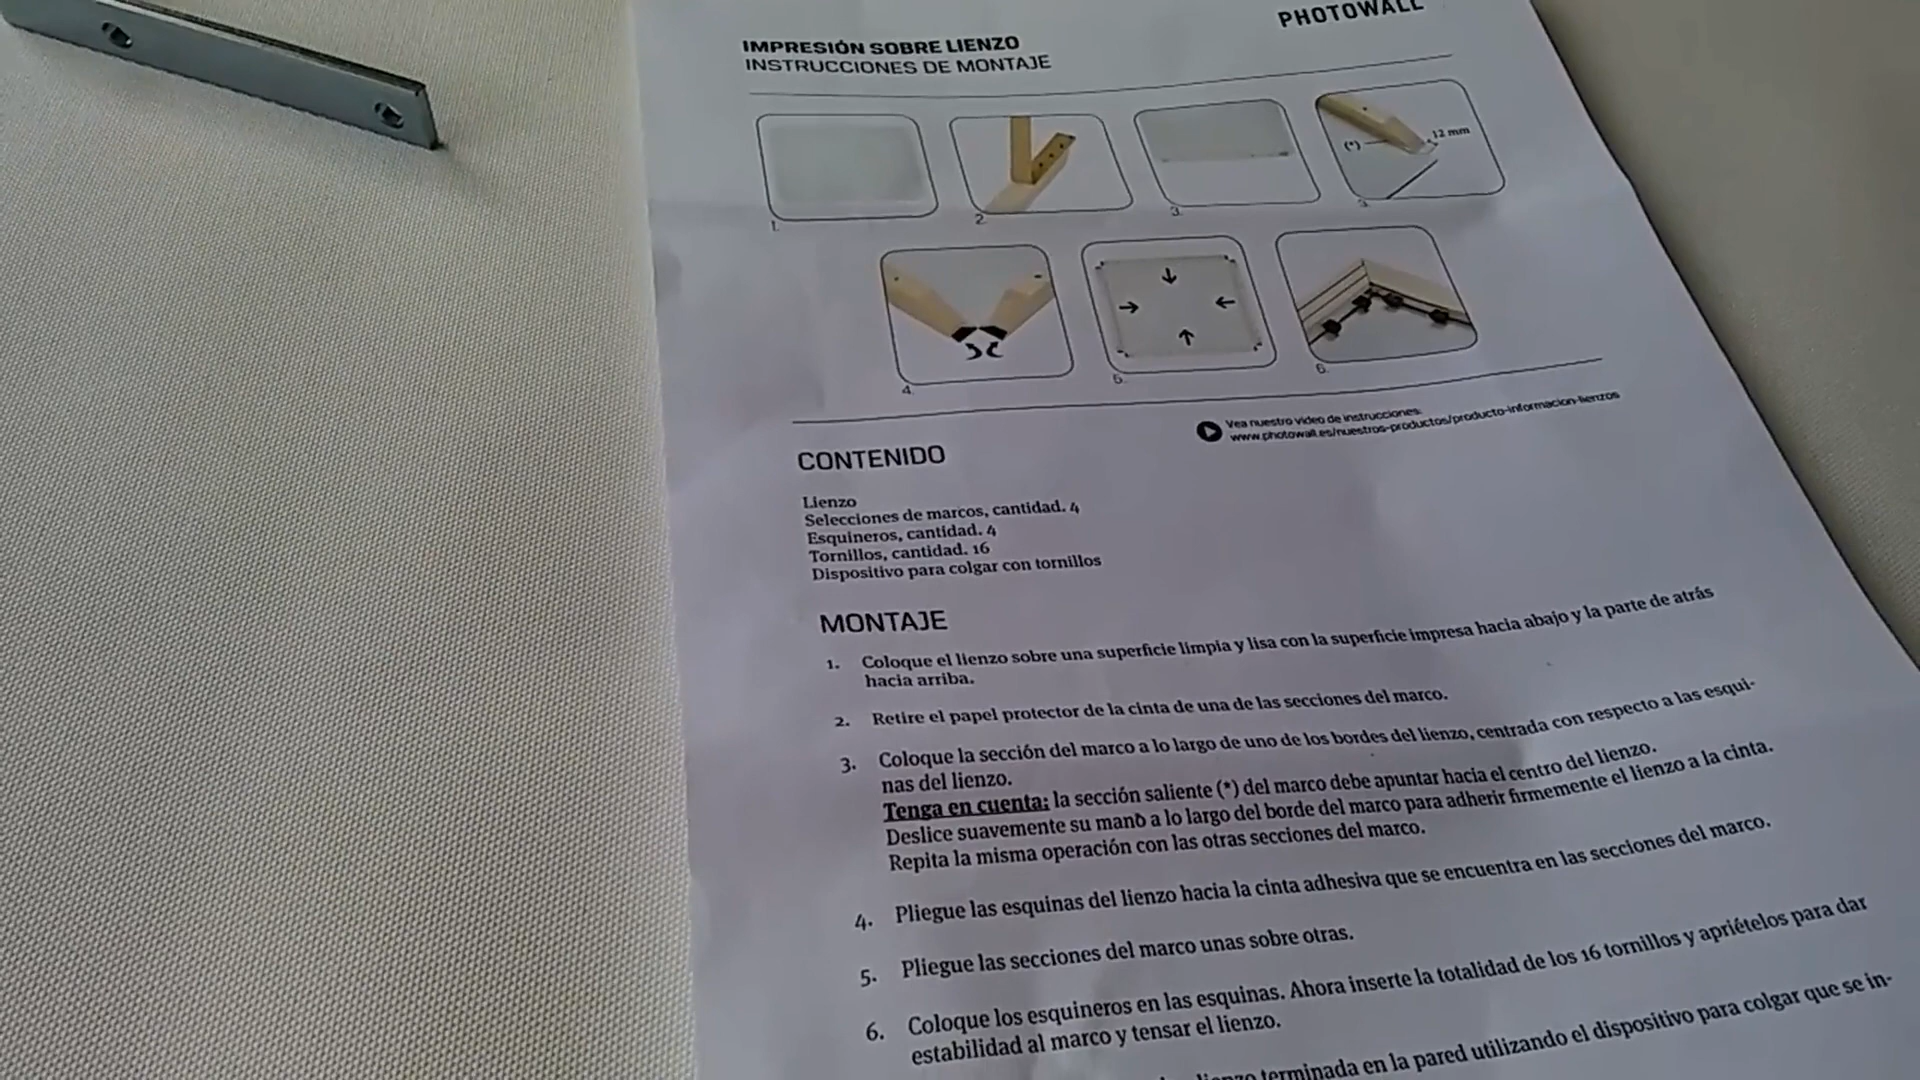 PHOTOWALL
IMPRESIÓN SOBRE LIENZO
INSTRUCCIONES DE MONTAJE
1.
2.
3.
(*)
12 mm
3.
4.
5.
6.
Vea nuestro video de instrucciones:
www.photowall.es/nuestros-productos/producto-informacion-lienzos
CONTENIDO
Lienzo
Selecciones de marcos, cantidad. 4
Esquineros, cantidad. 4
Tornillos, cantidad. 16
Dispositivo para colgar con tornillos
MONTAJE
1. Coloque el lienzo sobre una superficie limpia y lisa con la superficie impresa hacia abajo y la parte de atrás
hacia arriba.
2. Retire el papel protector de la cinta de una de las secciones del marco.
3. Coloque la sección del marco a lo largo de uno de los bordes del lienzo, centrada con respecto a las esqui-
nas del lienzo.
Tenga en cuenta: la sección saliente (*) del marco debe apuntar hacia el centro del lienzo.
Deslice suavemente su mano a lo largo del borde del marco para adherir firmemente el lienzo a la cinta.
Repita la misma operación con las otras secciones del marco.
4. Pliegue las esquinas del lienzo hacia la cinta adhesiva que se encuentra en las secciones del marco.
5. Pliegue las secciones del marco unas sobre otras.
6. Coloque los esquineros en las esquinas. Ahora inserte la totalidad de los 16 tornillos y apriételos para dar
estabilidad al marco y tensar el lienzo.
terminada en la pared utilizando el dispositivo para colgar que se in-